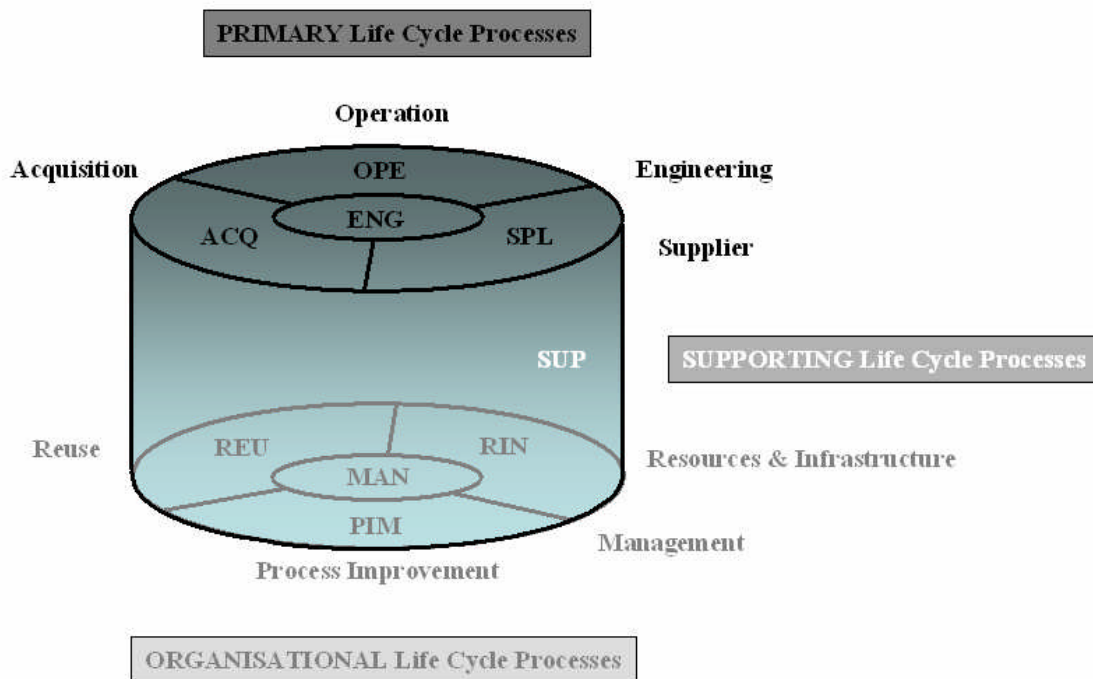 PRIMARY Life Cycle Processes
Operation
Acquisition
OPE
Engineering
ENG
ACQ
SPL
Supplier
SUP
SUPPORTING Life Cycle Processes
Reuse
REU
RIN
Resources & Infrastructure
MAN
PIM
Management
Process Improvement
ORGANISATIONAL Life Cycle Processes